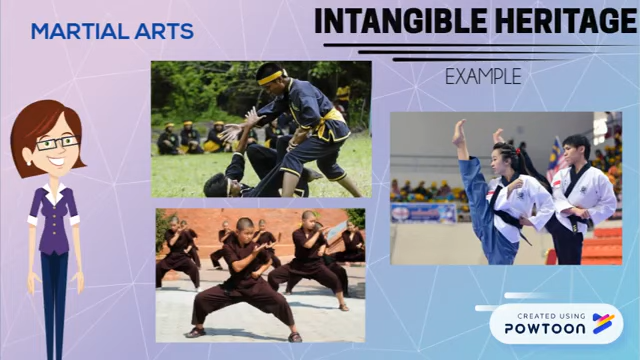 MARTIAL ARTS
INTANGIBLE HERITAGE
EXAMPLE
CREATED USING
POWTOON